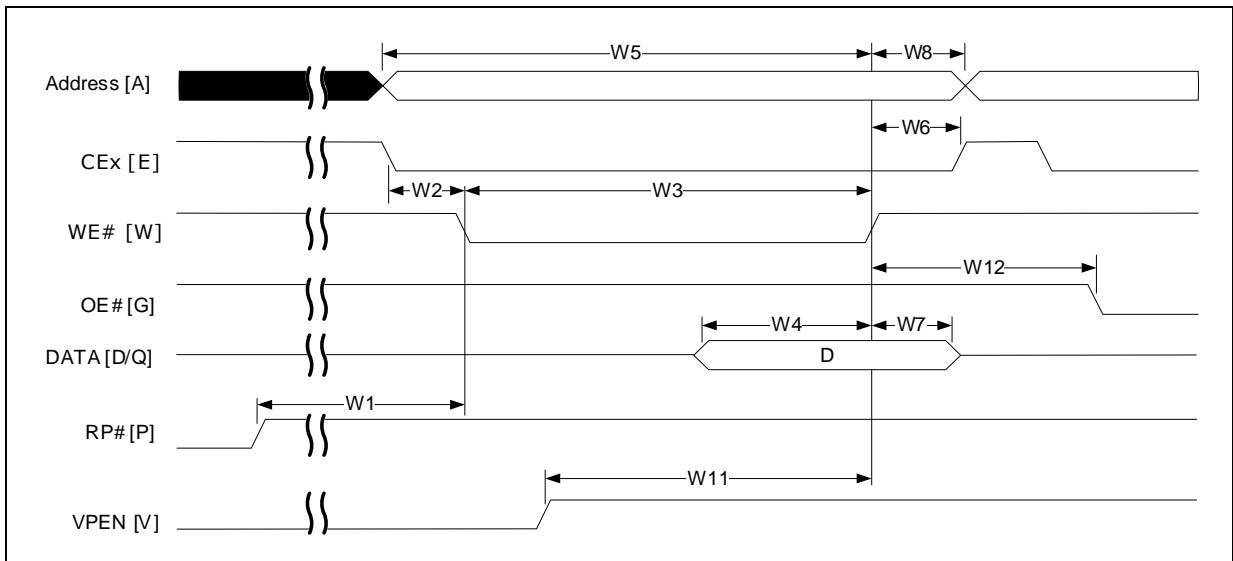 W5
W8
Address [A]
W6
CEx [E]
W2
W3
WE# [W]
W12
OE# [G]
W4
W7
DATA [D/Q]
D
W1
RP# [P]
W11
VPEN [V]